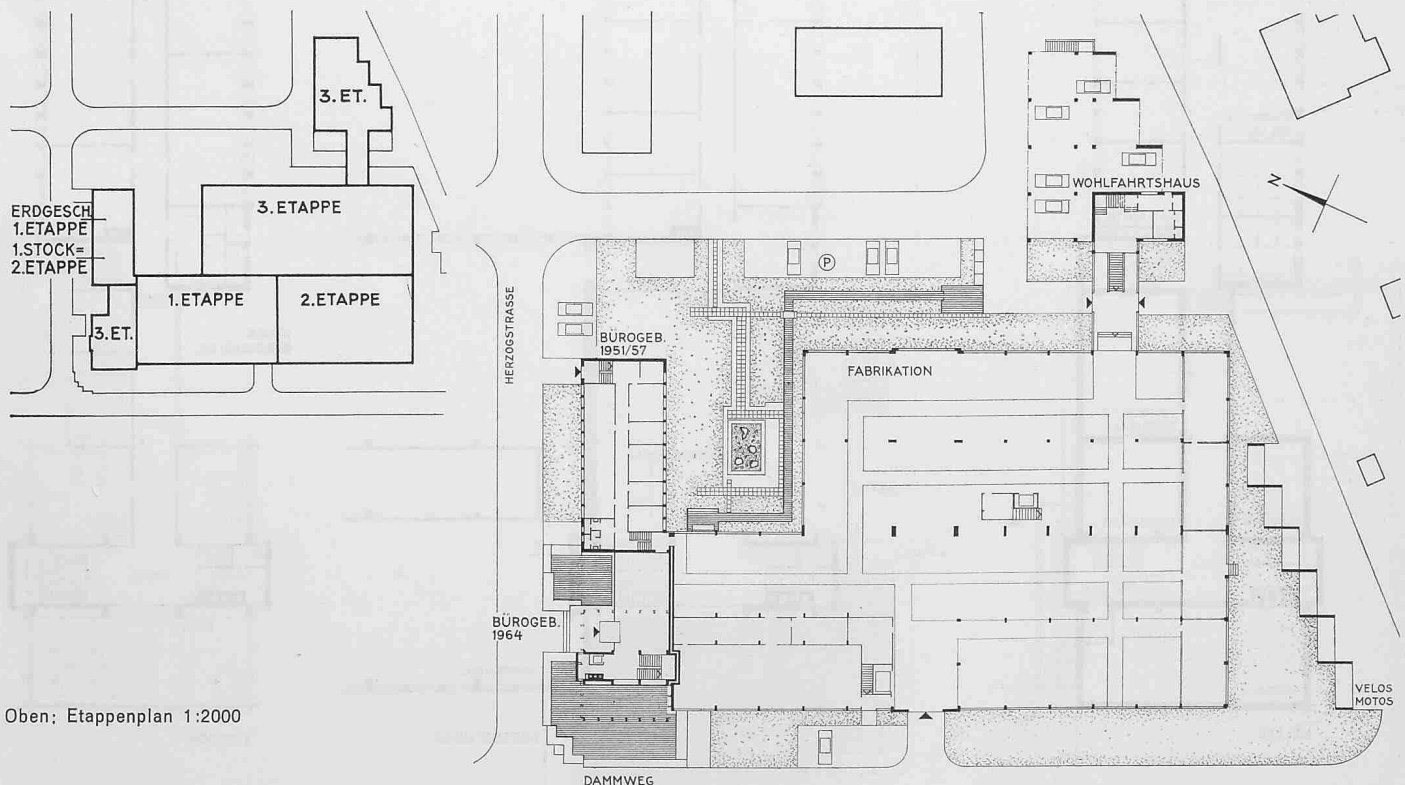 3. ET.
ERDGESCH.
1. ETAPPE
1. STOCK=
2. ETAPPE
3. ETAPPE
1. ETAPPE
2. ETAPPE
3. ET.
Oben; Etappenplan 1:2000
HERZOGSTRASSE
BÜROGEB.
1951/57
BÜROGEB.
1964
DAMMWEG
P
FABRIKATION
WOHLFAHRTSHAUS
N
VELOS
MOTOS